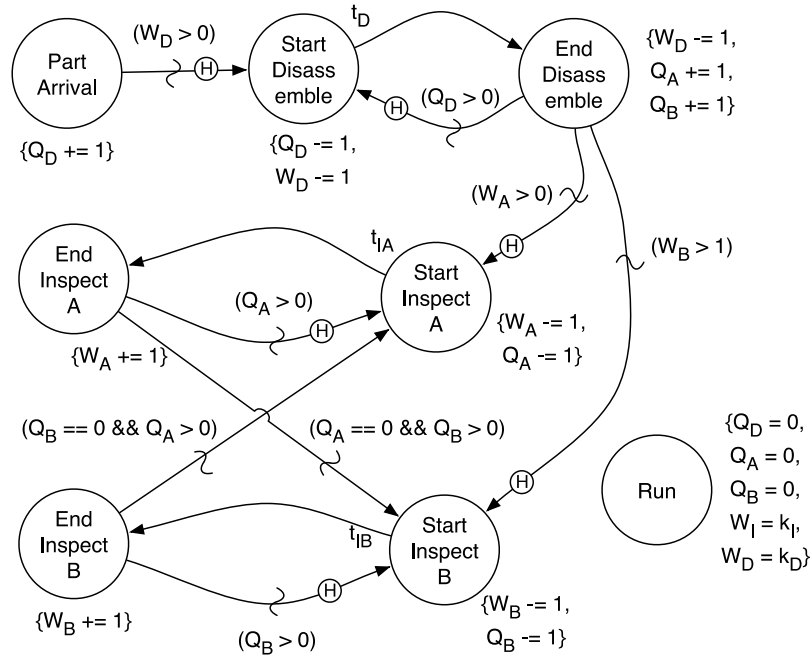 (W_D > 0)
H
Part
Arrival
{Q_D += 1}
Start
Disass
emble
{Q_D -= 1,
W_D -= 1
t_D
(Q_D > 0)
H
End
Disass
emble
{W_D -= 1,
Q_A += 1,
Q_B += 1}
(W_A > 0)
H
(W_B > 1)
H
End
Inspect
A
{W_A += 1}
t_IA
(Q_A > 0)
H
Start
Inspect
A
{W_A -= 1,
Q_A -= 1}
(Q_B == 0 && Q_A > 0)
(Q_A == 0 && Q_B > 0)
End
Inspect
B
{W_B += 1}
t_IB
H
(Q_B > 0)
Start
Inspect
B
{W_B -= 1,
Q_B -= 1}
Run
{Q_D = 0,
Q_A = 0,
Q_B = 0,
W_I = k_I,
W_D = k_D}